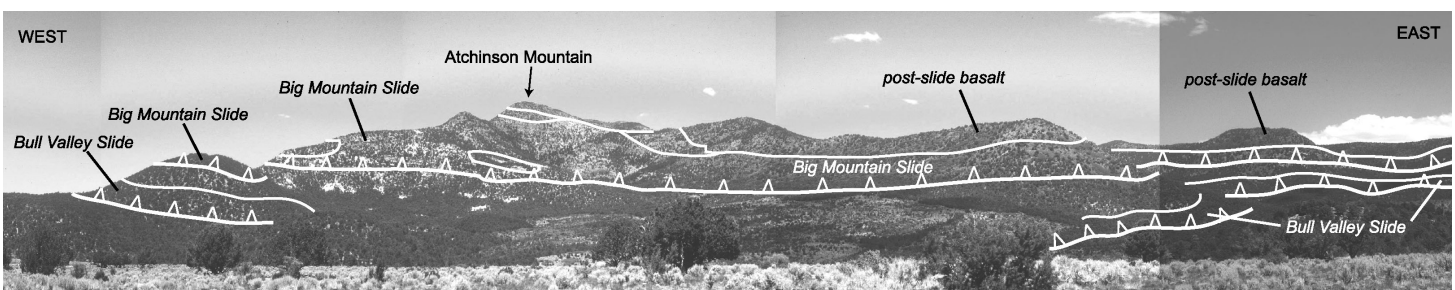 WEST
EAST
Atchinson Mountain
Big Mountain Slide
post-slide basalt
post-slide basalt
Big Mountain Slide
Bull Valley Slide
Big Mountain Slide
Bull Valley Slide